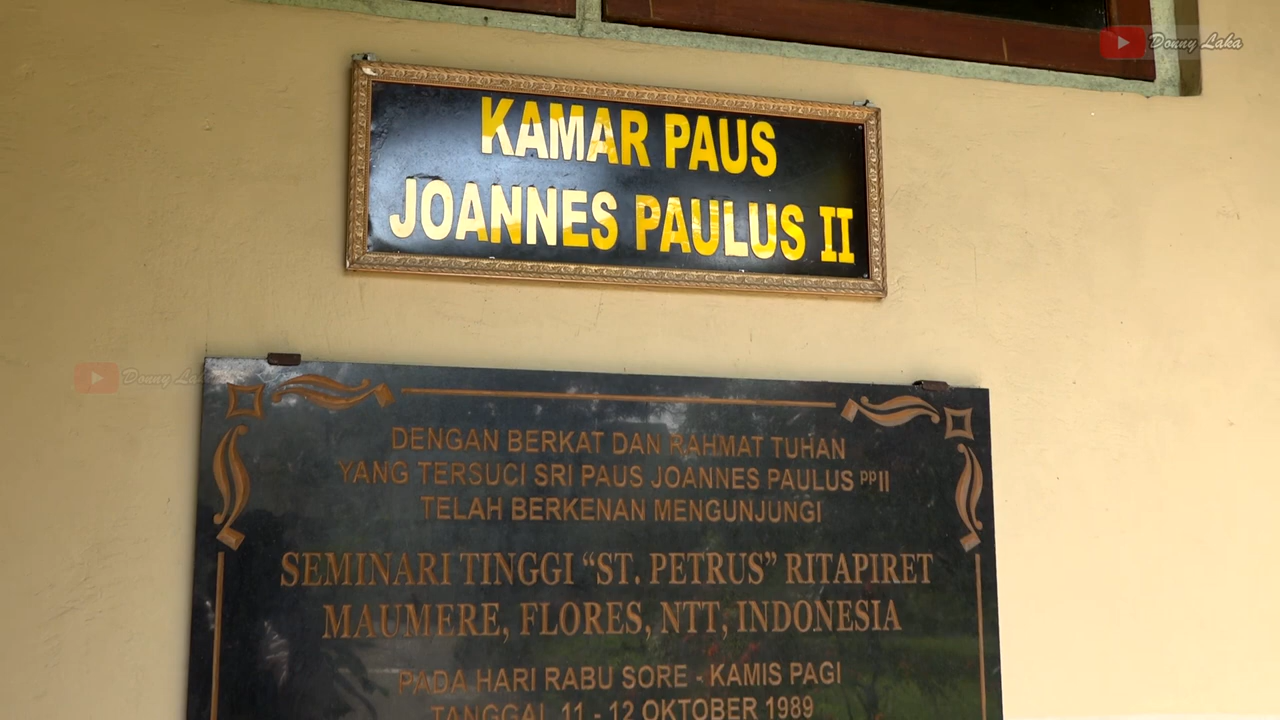 Donny Laka
KAMAR PAUS
JOANNES PAULUS II
Donny Laka
DENGAN BERKAT DAN RAHMAT TUHAN
YANG TERSUCI SRI PAUS JOANNES PAULUS PP II
TELAH BERKENAN MENGUNJUNGI
SEMINARI TINGGI “ST. PETRUS” RITAPIRET
MAUMERE, FLORES, NTT, INDONESIA
PADA HARI RABU SORE - KAMIS PAGI
TANGGAL 11 - 12 OKTOBER 1989